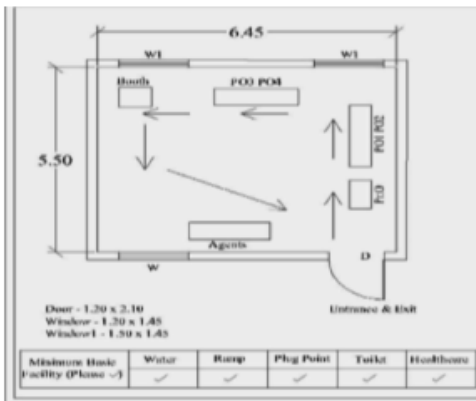 6.45
W1 W1
Booth PO3 PO4
PO1 PO2
5.50
PrO
Agents
W D
Entrance & Exit
Door - 1.20 x 2.10
Window - 1.20 x 1.45
Window1 - 1.50 x 1.45
Minimum Basic Facility (Please ✓) Water Ramp Plug Point Toilet Healthcare
✓ ✓ ✓ ✓ ✓